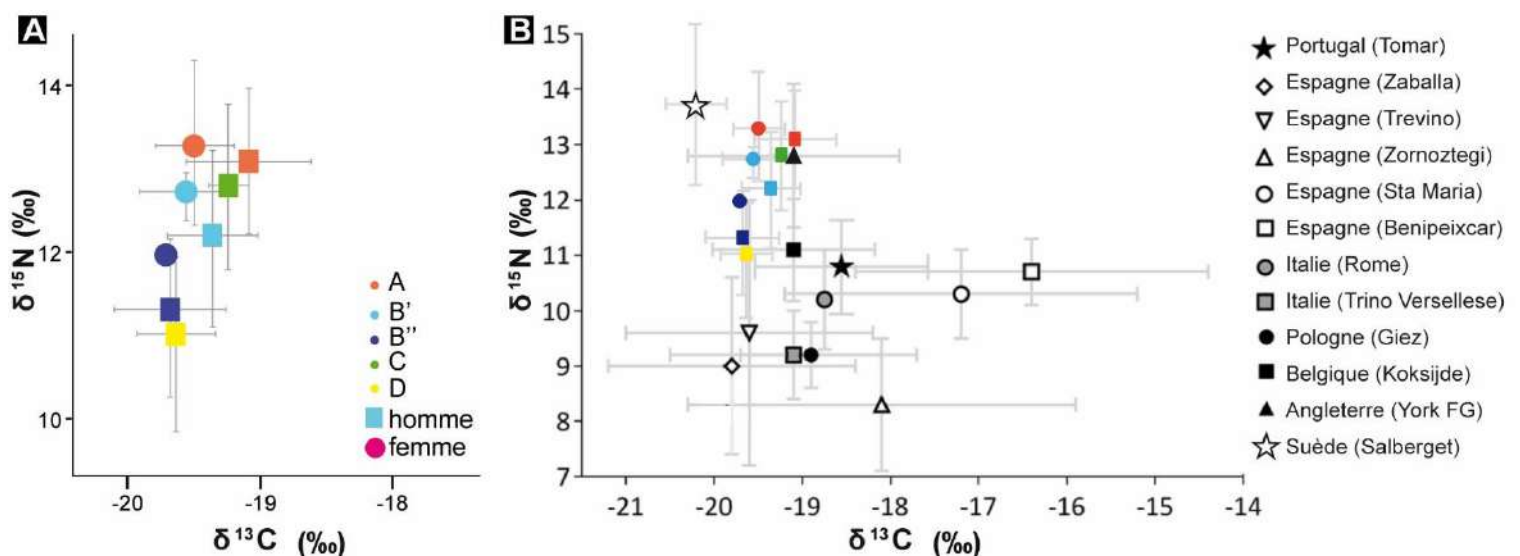 A
14
12
10
δ¹⁵N (‰)
-20
-19
-18
δ¹³C (‰)
A
B'
B''
C
D
homme
femme
B
15
14
13
12
11
10
9
8
7
δ¹⁵N (‰)
-21
-20
-19
-18
-17
-16
-15
-14
δ¹³C (‰)
Portugal (Tomar)
Espagne (Zaballa)
Espagne (Trevino)
Espagne (Zornoztegi)
Espagne (Sta Maria)
Espagne (Benipeixcar)
Italie (Rome)
Italie (Trino Versellese)
Pologne (Giez)
Belgique (Koksijde)
Angleterre (York FG)
Suède (Salberget)